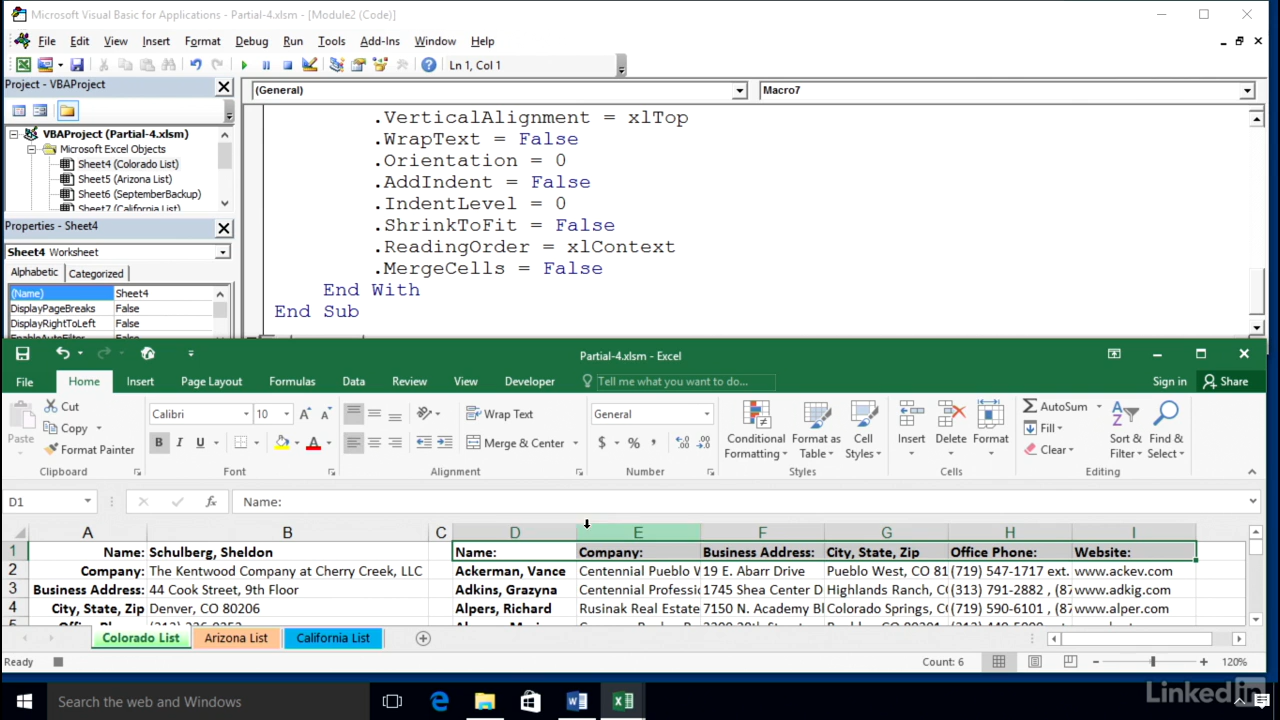 Microsoft Visual Basic for Applications - Partial-4.xlsm - [Module2 (Code)]
File Edit View Insert Format Debug Run Tools Add-Ins Window Help
Ln 1, Col 1
Project - VBAProject
(General) Macro7
VBAProject (Partial-4.xlsm)
Microsoft Excel Objects
Sheet4 (Colorado List)
Sheet5 (Arizona List)
Sheet6 (SeptemberBackup)
Sheet7 (California List)
.VerticalAlignment = xlTop
.WrapText = False
.Orientation = 0
.AddIndent = False
.IndentLevel = 0
.ShrinkToFit = False
.ReadingOrder = xlContext
.MergeCells = False
End With
End Sub
Properties - Sheet4
Sheet4 Worksheet
Alphabetic Categorized
(Name) Sheet4
DisplayPageBreaks False
DisplayRightToLeft False
EnableAutoFilter False
Partial-4.xlsm - Excel
File Home Insert Page Layout Formulas Data Review View Developer Tell me what you want to do... Sign in Share
Paste Cut Copy Format Painter
Calibri 10
B I U
Wrap Text
Merge & Center
General
$ % ,
Conditional Formatting
Format as Table
Cell Styles
Insert Delete Format
AutoSum
Fill
Clear
Sort & Filter
Find & Select
Clipboard Font Alignment Number Styles Cells Editing
D1 fx Name:
A B C D E F G H I
1 Name: Schulberg, Sheldon Name: Company: Business Address: City, State, Zip Office Phone: Website:
2 Company: The Kentwood Company at Cherry Creek, LLC Ackerman, Vance Centennial Pueblo W 19 E. Abarr Drive Pueblo West, CO 81 (719) 547-1717 ext. www.ackev.com
3 Business Address: 44 Cook Street, 9th Floor Adkins, Grazyna Centennial Profession 1745 Shea Center D Highlands Ranch, C (313) 791-2882 , (87 www.adkig.com
4 City, State, Zip Denver, CO 80206 Alpers, Richard Rusinak Real Estate 7150 N. Academy Bl Colorado Springs, C (719) 590-6101 , (87 www.alper.com
Colorado List Arizona List California List
Ready Count: 6 120%
Search the web and Windows
LinkedIn